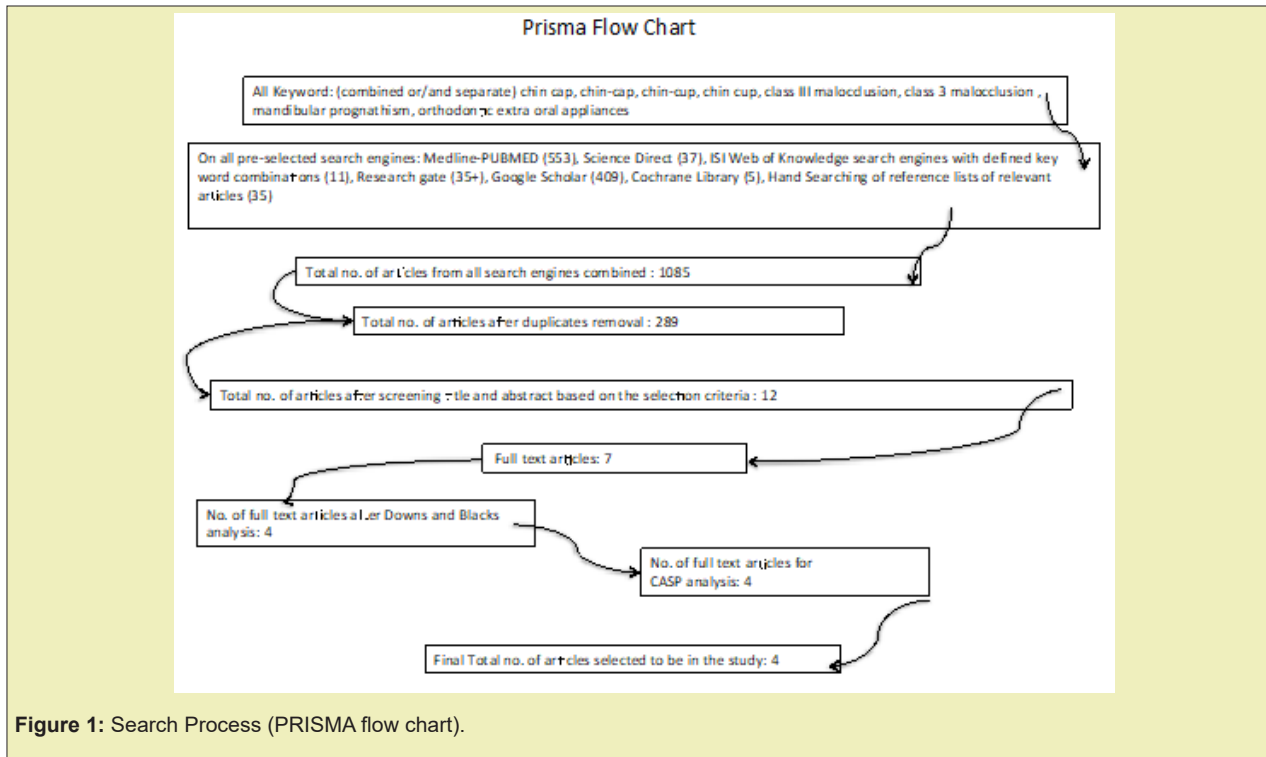 Prisma Flow Chart
All Keyword: (combined or/and separate) chin cap, chin-cap, chin-cup, chin cup, class III malocclusion, class 3 malocclusion ,
mandibular prognathism, orthodontic extra oral appliances
On all pre-selected search engines: Medline-PUBMED (553), Science Direct (37), ISI Web of Knowledge search engines with defined key
word combinations (11), Research gate (35+), Google Scholar (409), Cochrane Library (5), Hand Searching of reference lists of relevant
articles (35)
Total no. of articles from all search engines combined : 1085
Total no. of articles after duplicates removal : 289
Total no. of articles after screening title and abstract based on the selection criteria : 12
Full text articles: 7
No. of full text articles after Downs and Blacks
analysis: 4
No. of full text articles for
CASP analysis: 4
Final Total no. of articles selected to be in the study: 4
Figure 1: Search Process (PRISMA flow chart).